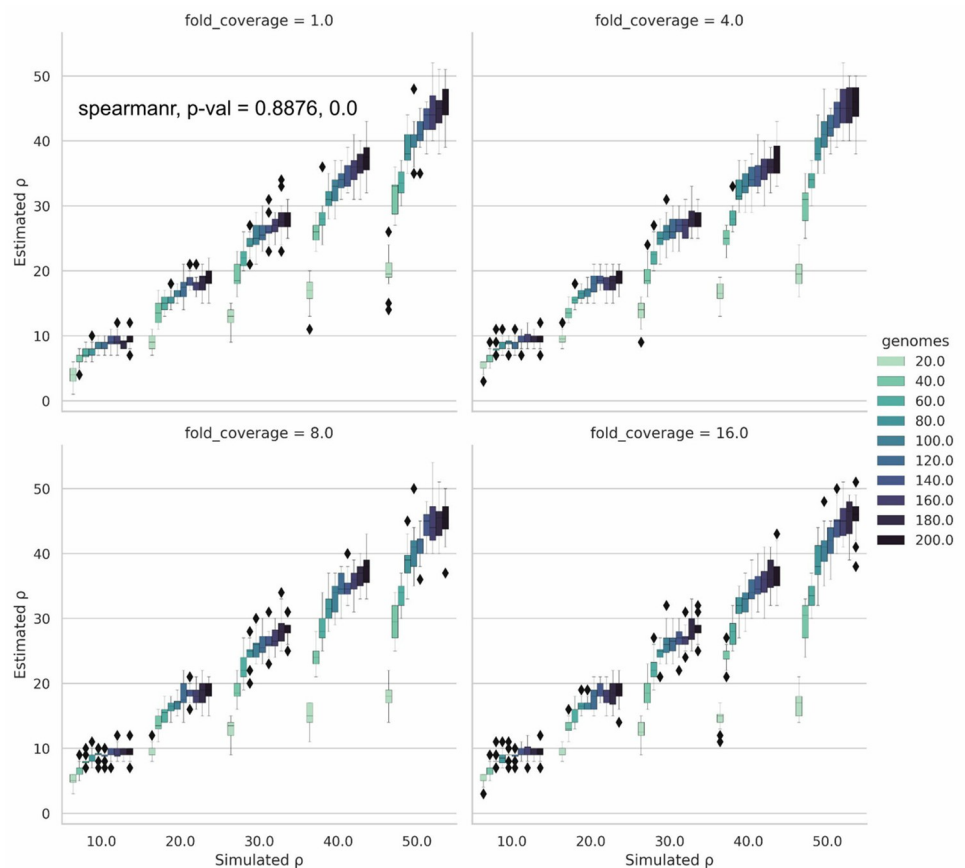 fold_coverage = 1.0
fold_coverage = 4.0
spearmanr, p-val = 0.8876, 0.0
Estimated ρ
50
40
30
20
10
0
genomes
20.0
40.0
60.0
80.0
100.0
120.0
140.0
160.0
180.0
200.0
fold_coverage = 8.0
fold_coverage = 16.0
Estimated ρ
50
40
30
20
10
0
10.0 20.0 30.0 40.0 50.0
Simulated ρ
10.0 20.0 30.0 40.0 50.0
Simulated ρ